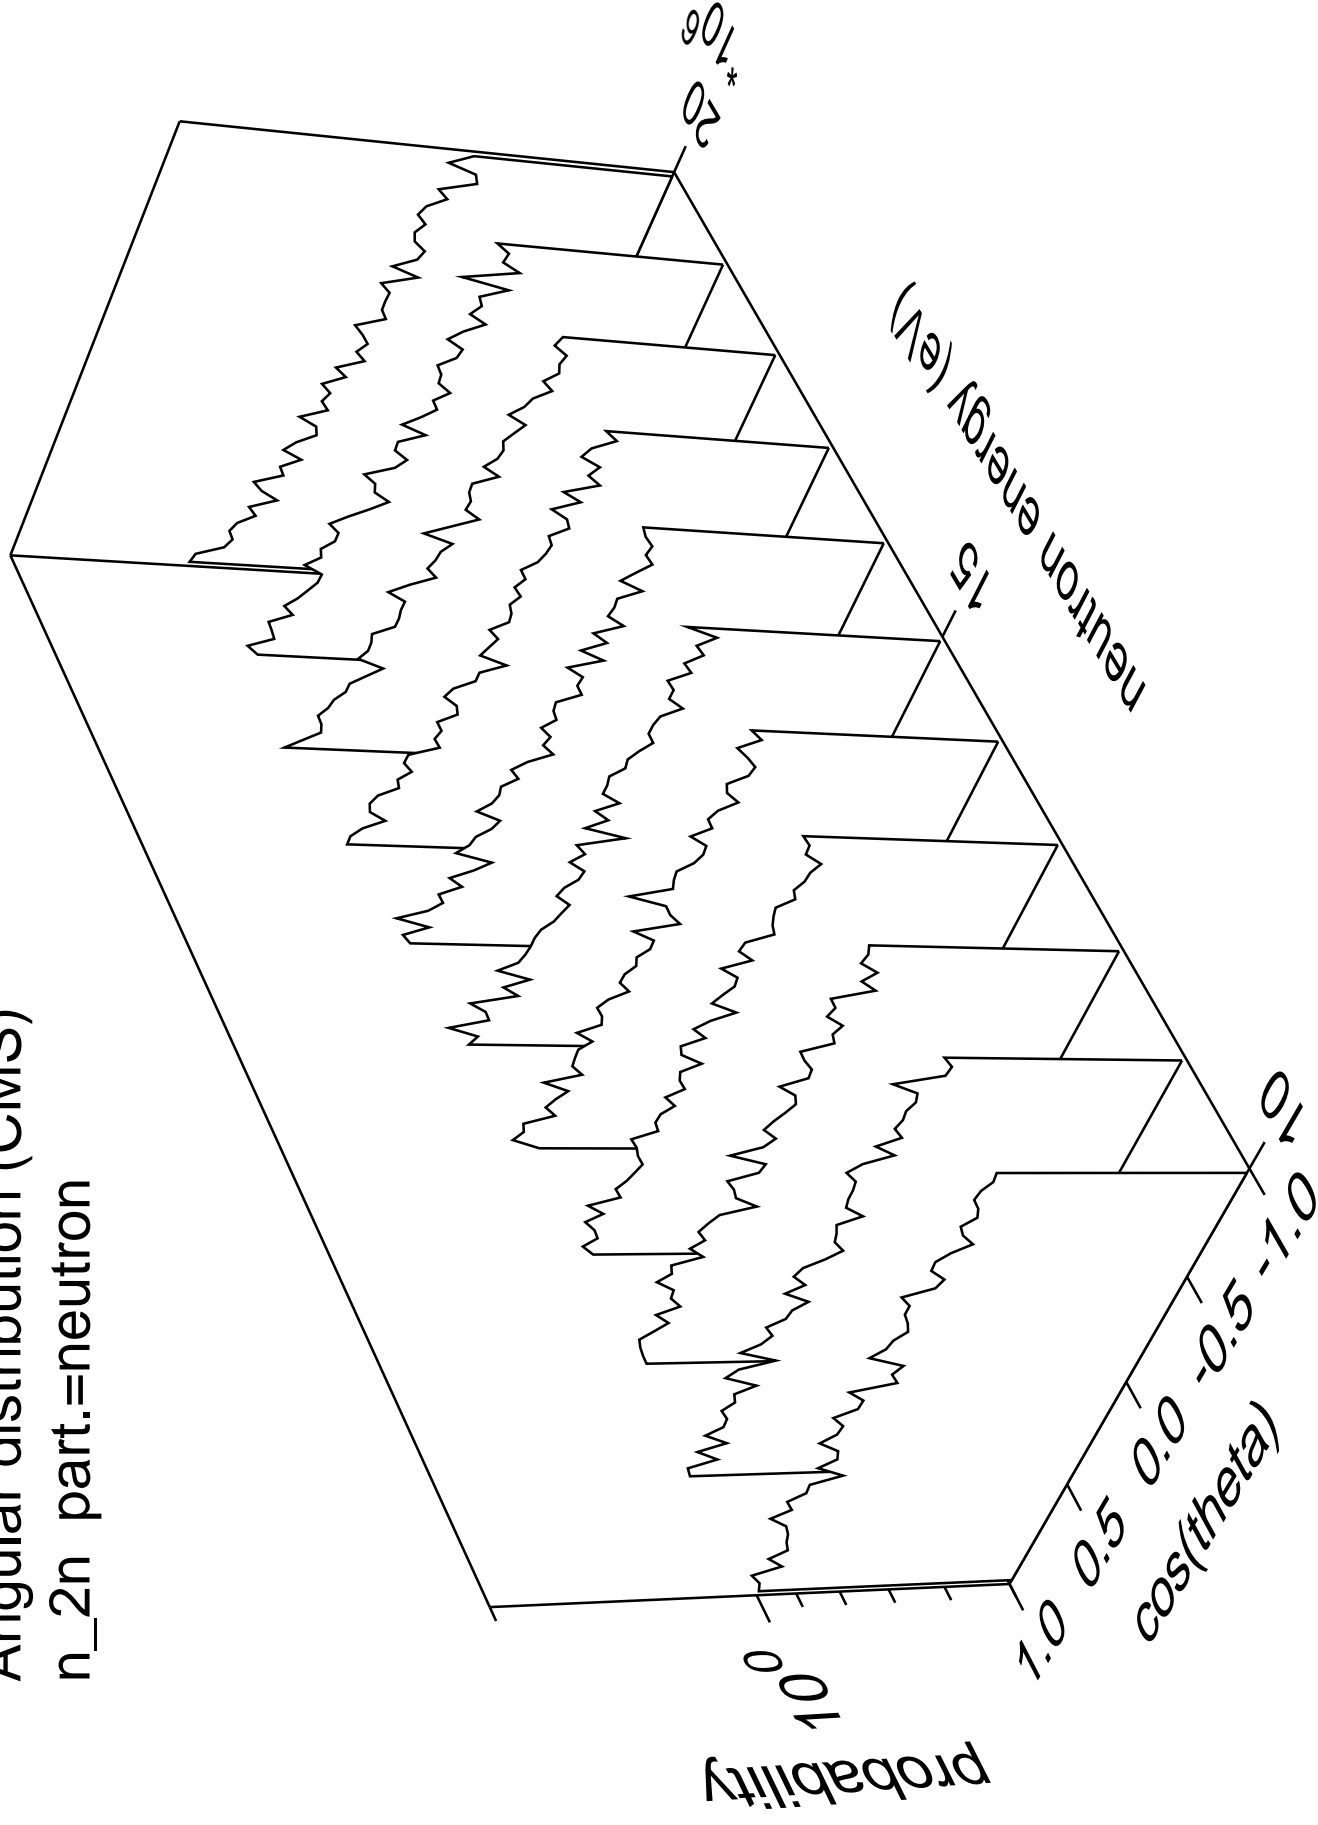 Angular distribution (CMS)
n_2n part.=neutron
probability
10^0
1.0
0.5
0.0
-0.5
-1.0
cos(theta)
10
15
20
*10^6
neutron energy (eV)